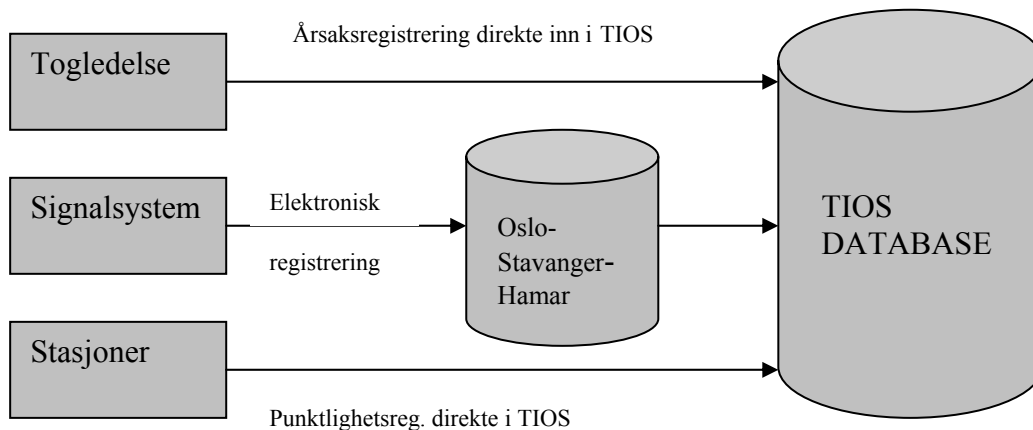 Årsaksregistrering direkte inn i TIOS
Togledelse
Signalsystem
Elektronisk
registrering
Oslo-
Stavanger-
Hamar
TIOS
DATABASE
Stasjoner
Punktlighetsreg. direkte i TIOS